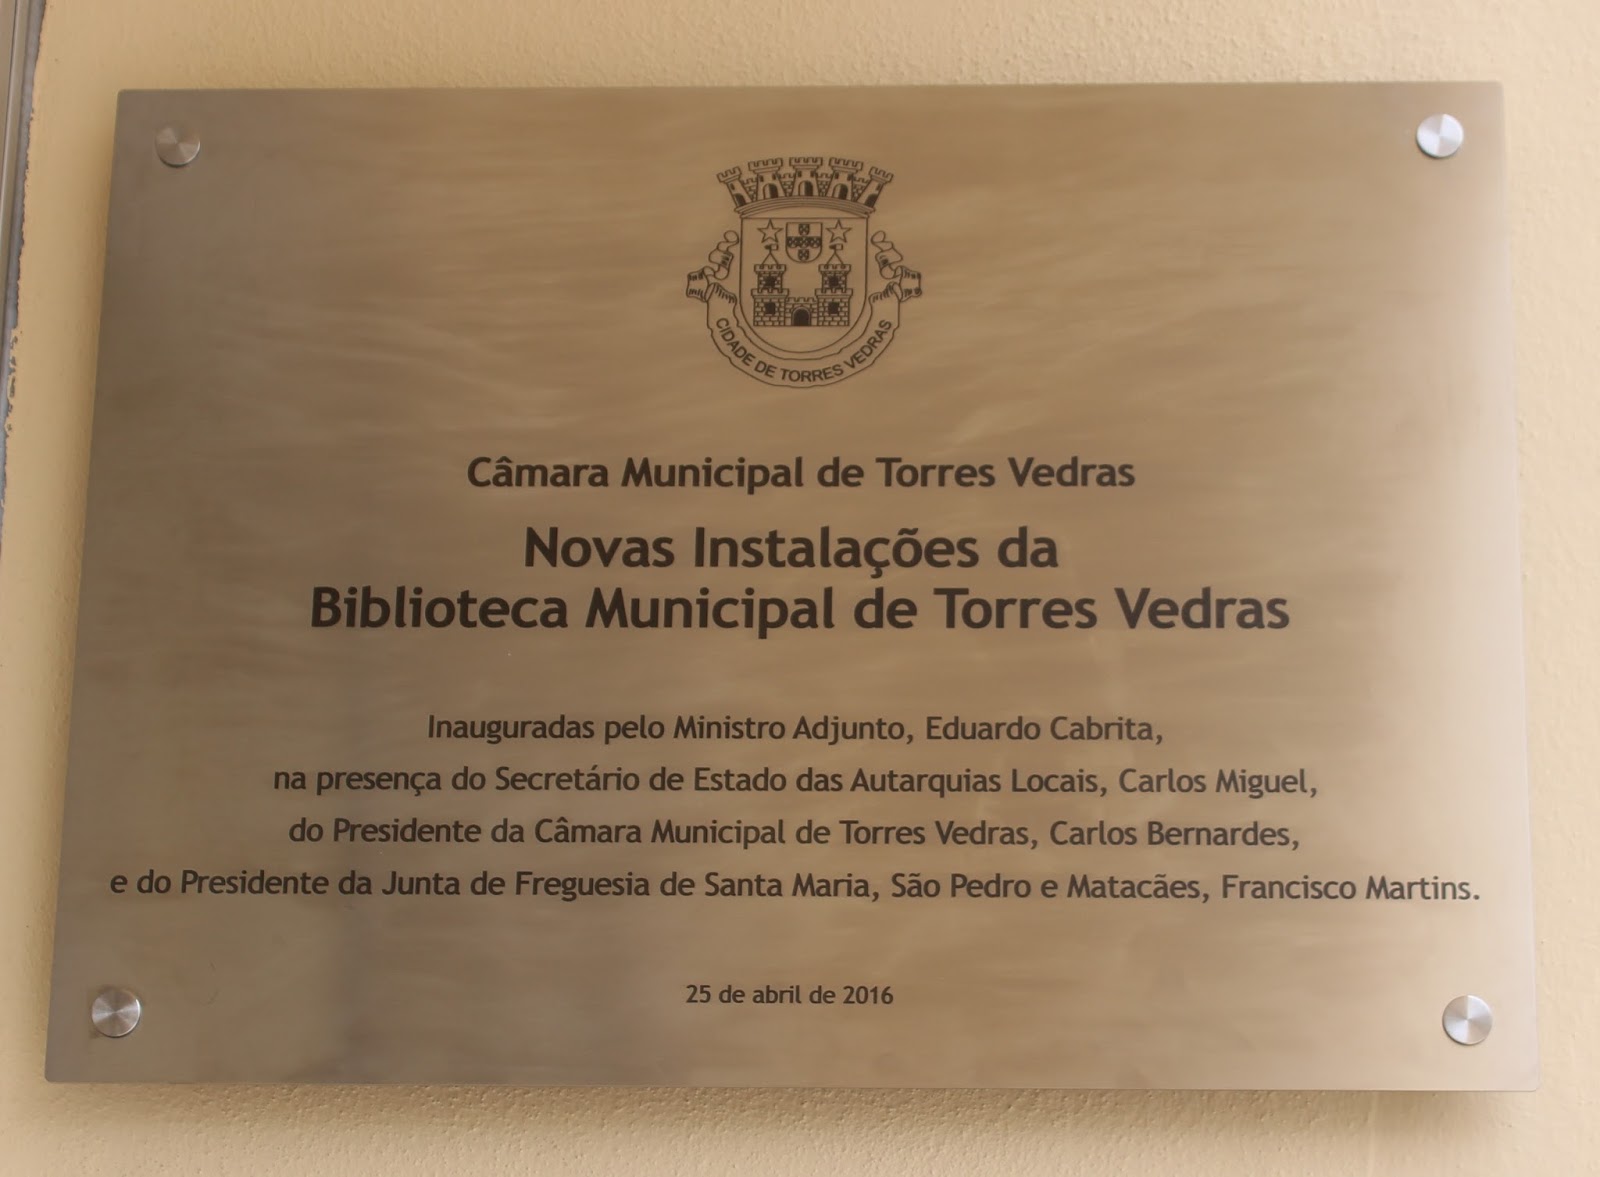 CIDADE DE TORRES VEDRAS
Câmara Municipal de Torres Vedras
Novas Instalações da
Biblioteca Municipal de Torres Vedras
Inauguradas pelo Ministro Adjunto, Eduardo Cabrita,
na presença do Secretário de Estado das Autarquias Locais, Carlos Miguel,
do Presidente da Câmara Municipal de Torres Vedras, Carlos Bernardes,
e do Presidente da Junta de Freguesia de Santa Maria, São Pedro e Matacães, Francisco Martins.
25 de abril de 2016